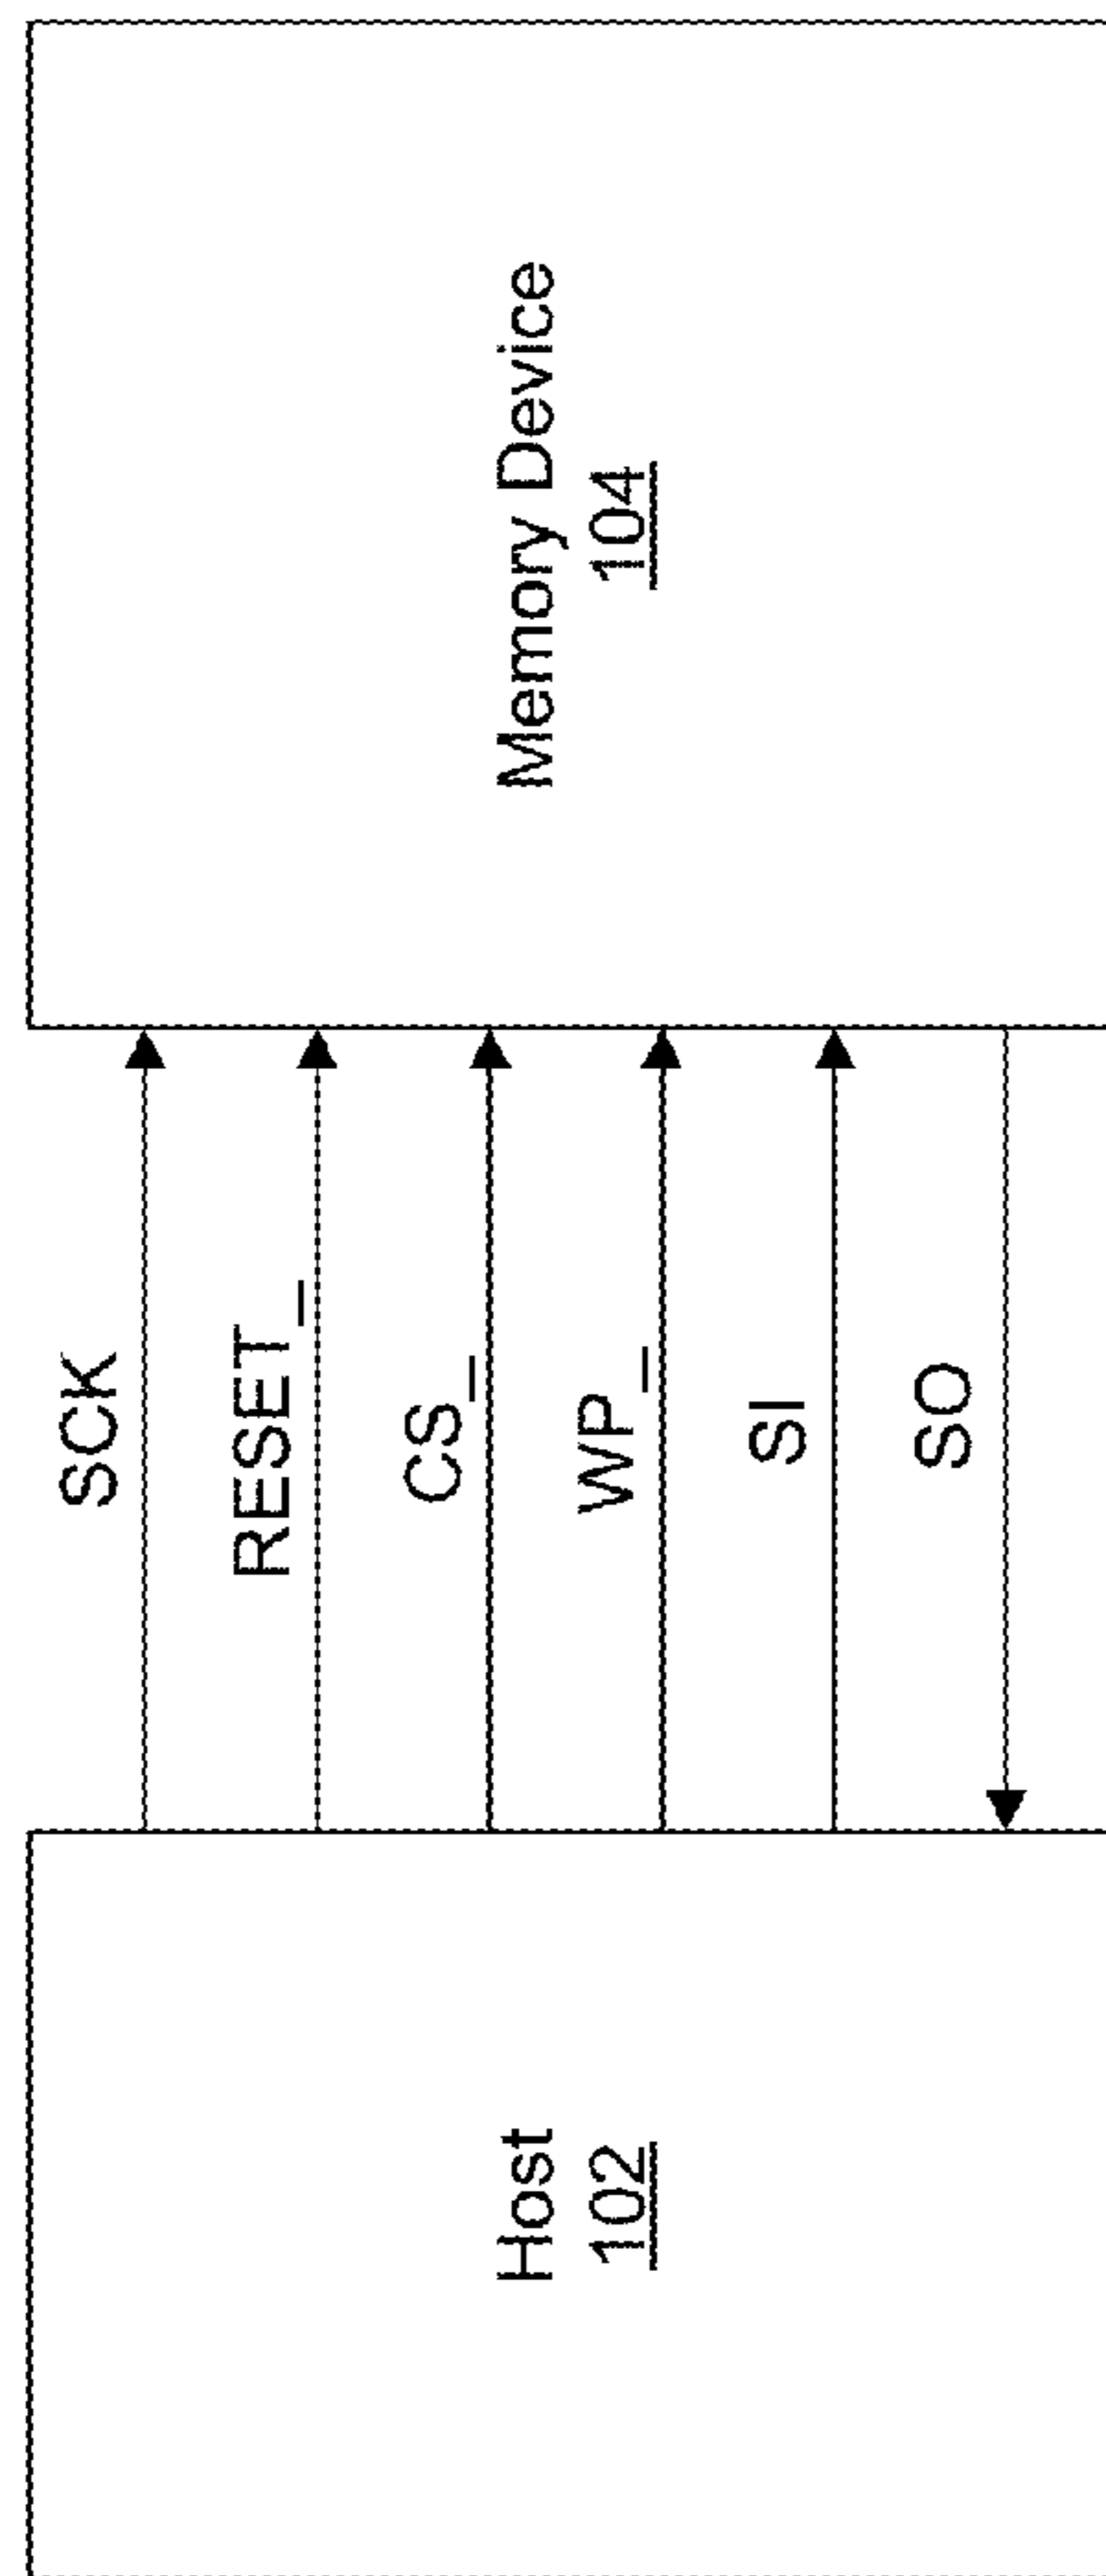 Host
102
SCK
RESET_
CS_
WP_
SI
SO
Memory Device
104